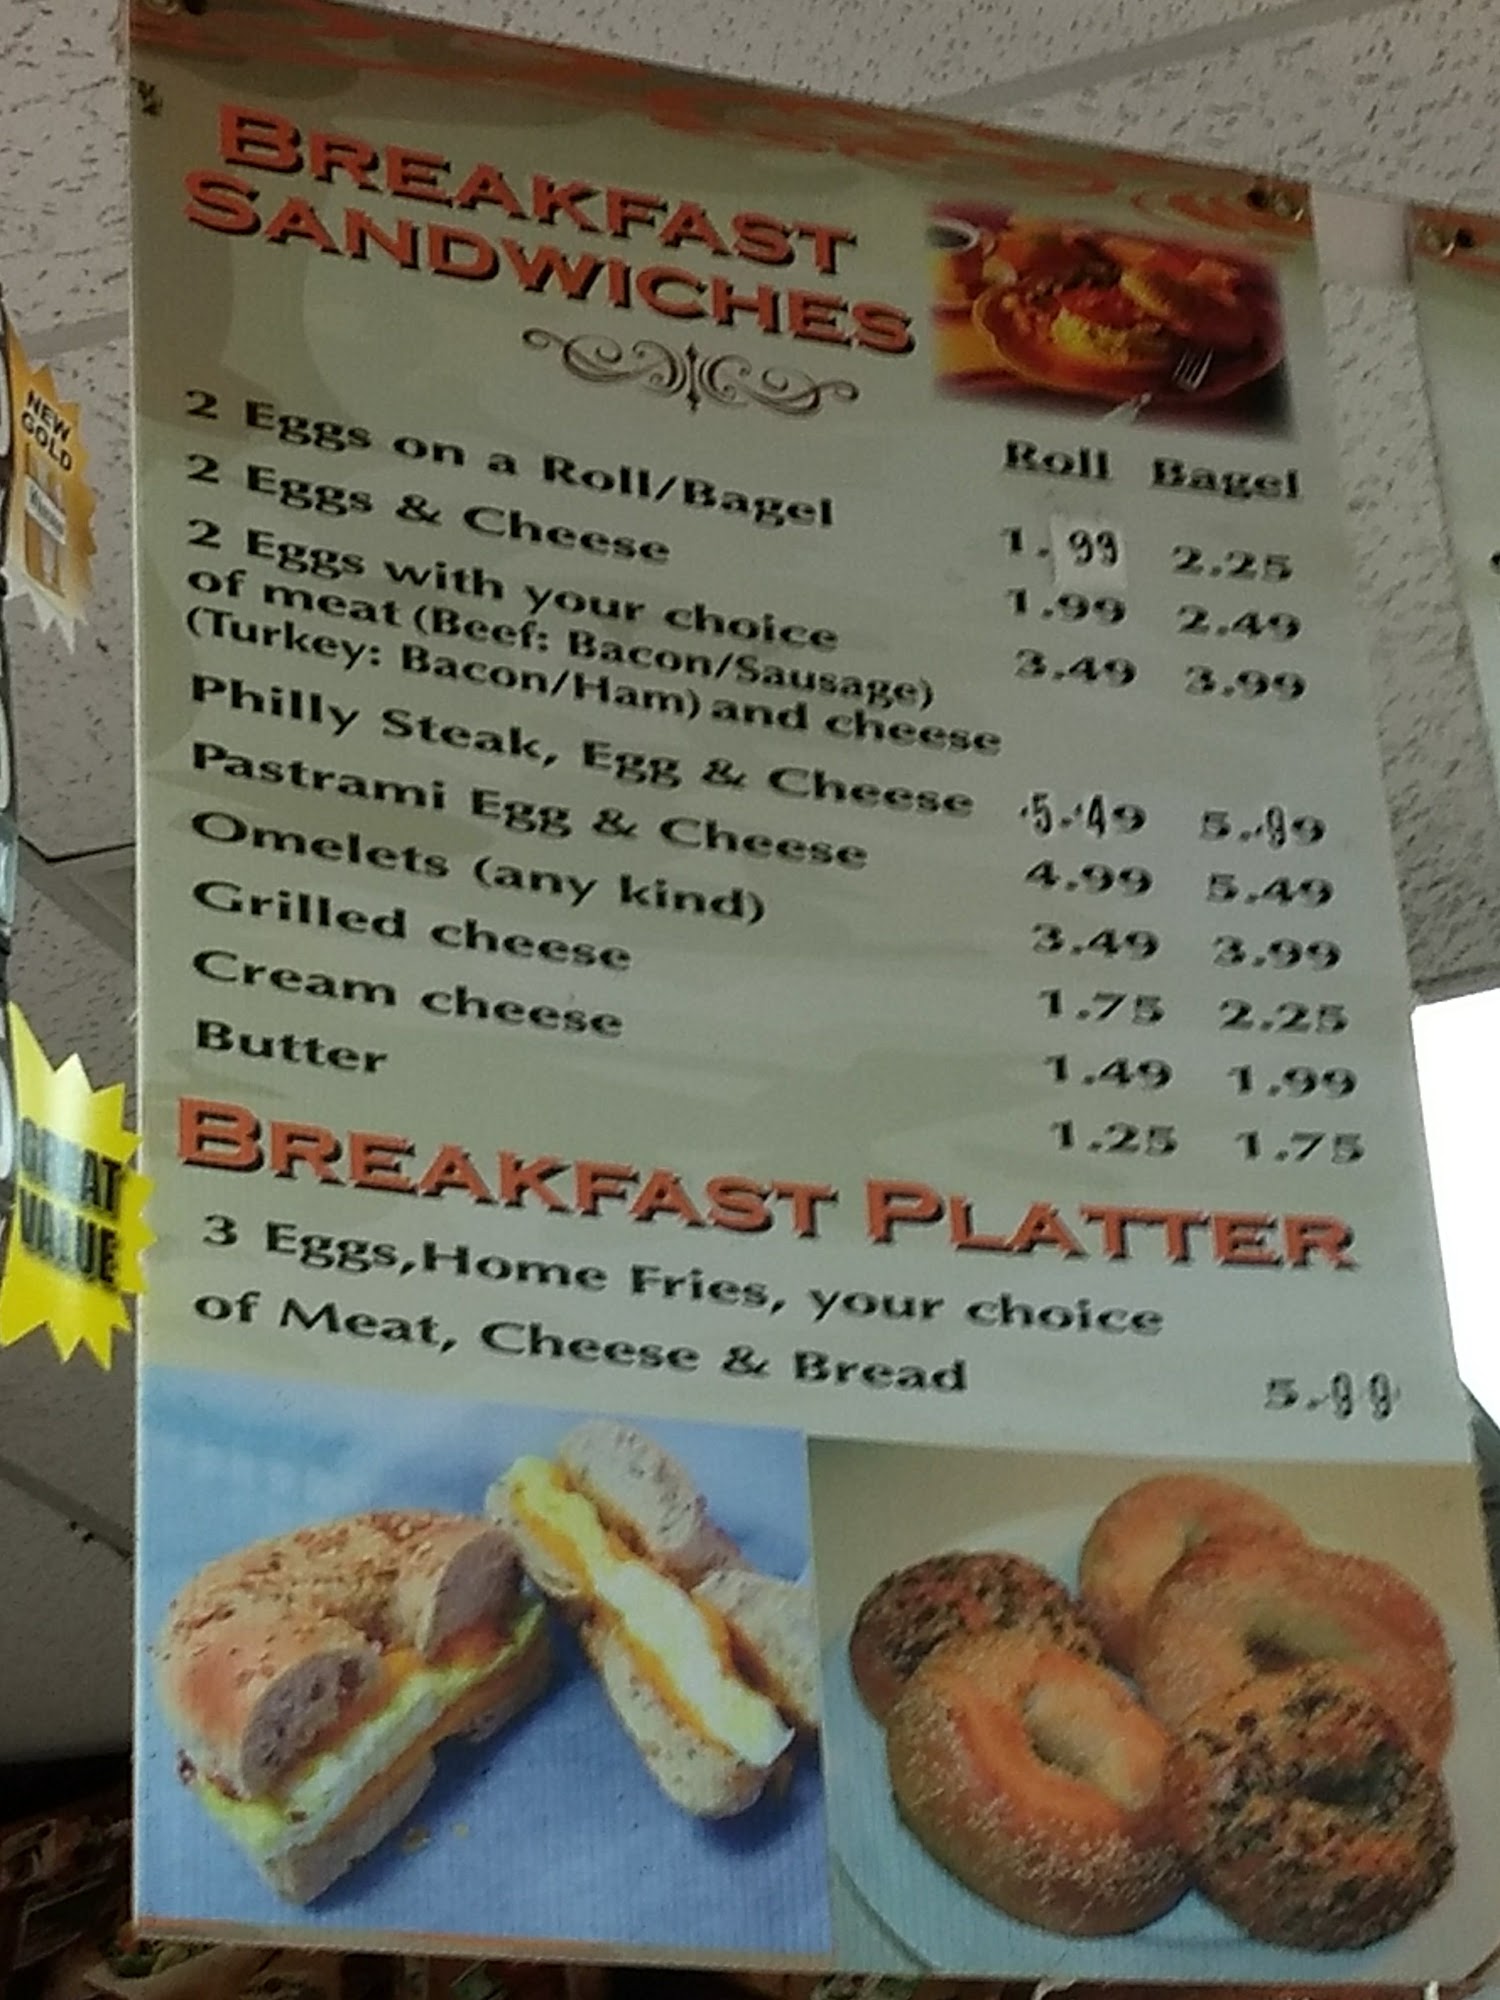 BREAKFAST
SANDWICHES
Roll Bagel
2 Eggs on a Roll/Bagel 1.99 2.25
2 Eggs & Cheese 1.99 2.49
2 Eggs with your choice 3.49 3.99
of meat (Beef: Bacon/Sausage)
(Turkey: Bacon/Ham) and cheese
Philly Steak, Egg & Cheese 5.49 5.99
Pastrami Egg & Cheese 4.99 5.49
Omelets (any kind) 3.49 3.99
Grilled cheese 1.75 2.25
Cream cheese 1.49 1.99
Butter 1.25 1.75
BREAKFAST PLATTER
3 Eggs,Home Fries, your choice
of Meat, Cheese & Bread 5.99
NEW
GOLD
GREAT
VALUE